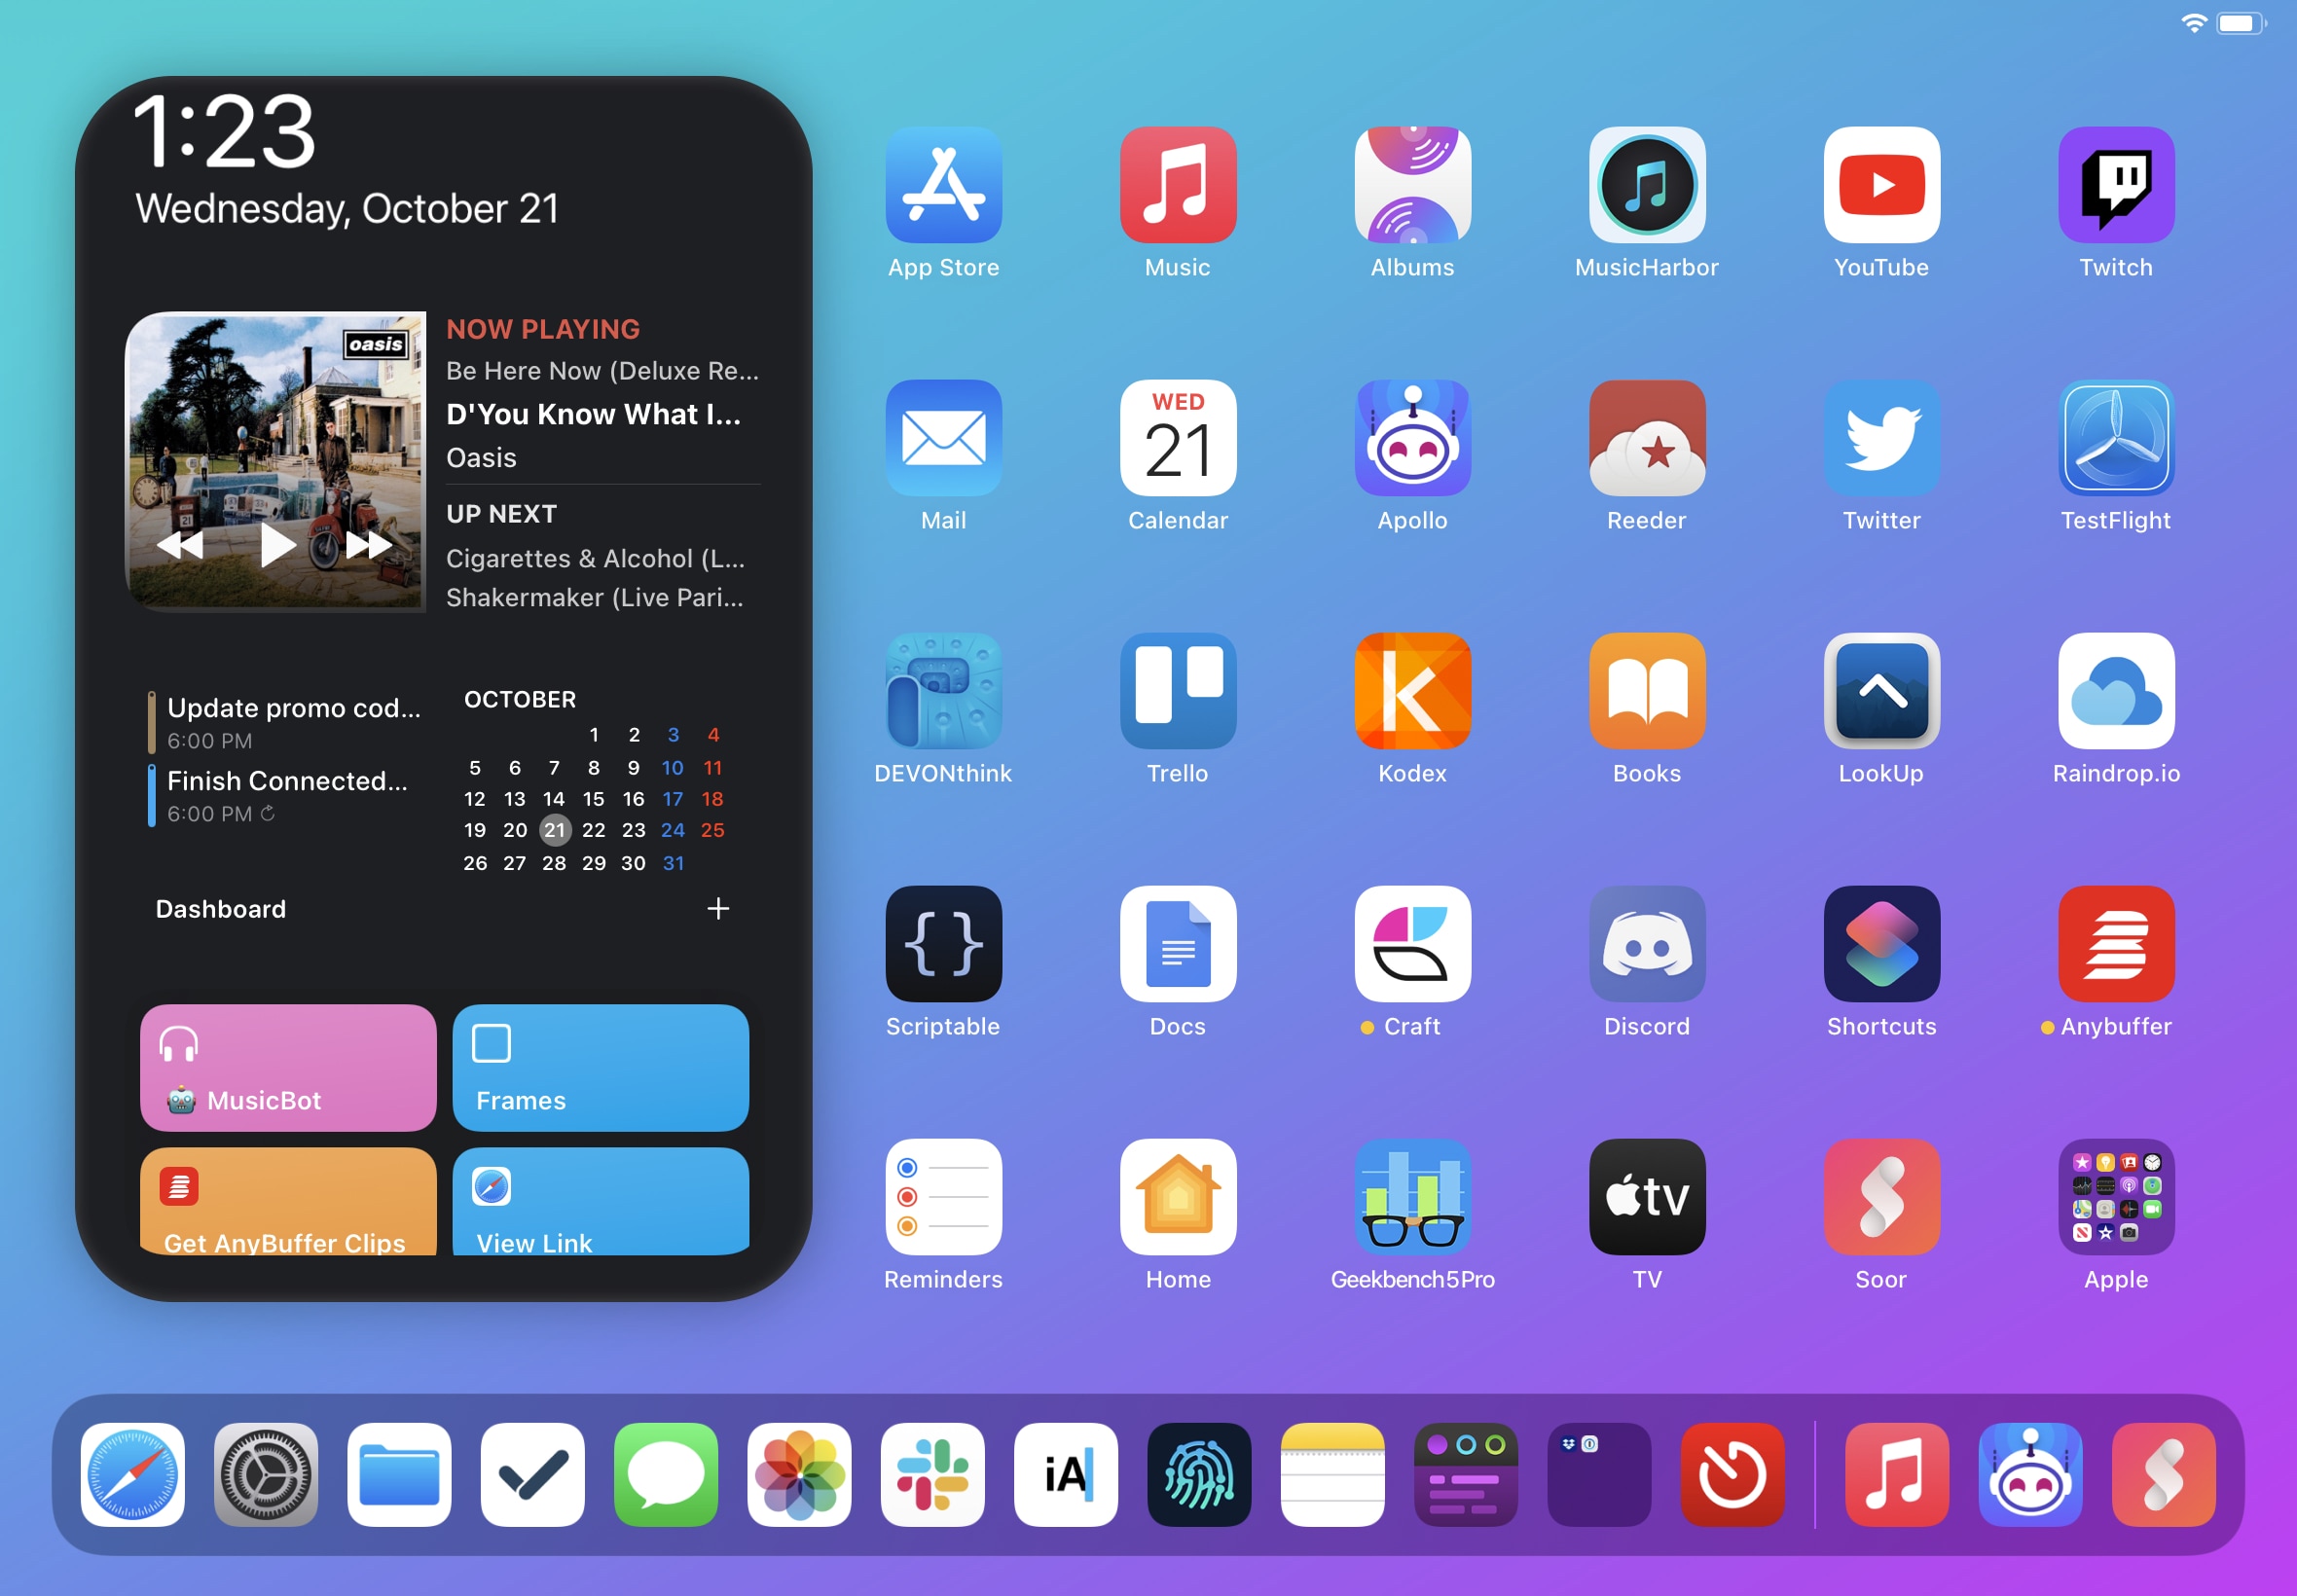 1:23
Wednesday, October 21
oasis
NOW PLAYING
Be Here Now (Deluxe Re...
D'You Know What I...
Oasis
UP NEXT
Cigarettes & Alcohol (L...
Shakermaker (Live Pari...
Update promo cod...
6:00 PM
Finish Connected...
6:00 PM
OCTOBER
1 2 3 4
5 6 7 8 9 10 11
12 13 14 15 16 17 18
19 20 21 22 23 24 25
26 27 28 29 30 31
Dashboard
MusicBot
Frames
Get AnyBuffer Clips
View Link
App Store
Music
Albums
MusicHarbor
YouTube
Twitch
WED
21
Mail
Calendar
Apollo
Reeder
Twitter
TestFlight
DEVONthink
Trello
Kodex
Books
LookUp
Raindrop.io
{}
Scriptable
Docs
Craft
Discord
Shortcuts
Anybuffer
tv
Reminders
Home
Geekbench5Pro
TV
Soor
Apple
iA